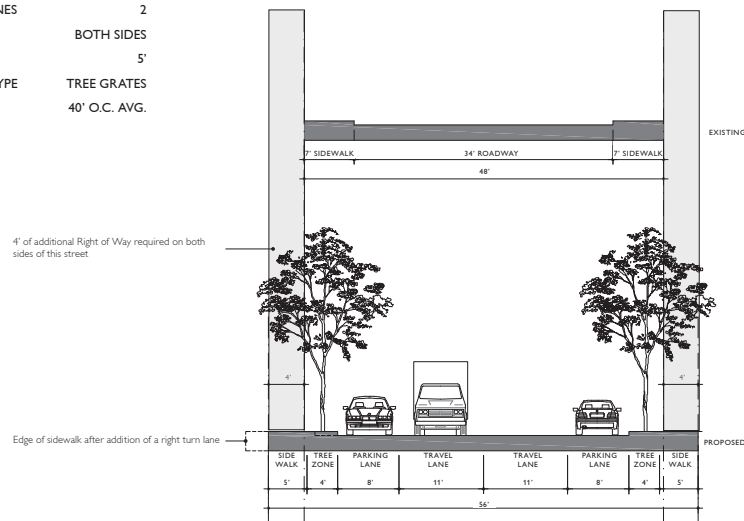 NES 2
BOTH SIDES
5'
YPE TREE GRATES
40' O.C. AVG.
EXISTING
7' SIDEWALK 34' ROADWAY 7' SIDEWALK
48'
4' of additional Right of Way required on both
sides of this street
4' 4'
Edge of sidewalk after addition of a right turn lane
PROPOSED
SIDE TREE PARKING TRAVEL TRAVEL PARKING TREE SIDE
WALK ZONE LANE LANE LANE LANE ZONE WALK
5' 4' 8' 11' 11' 8' 4' 5'
56'